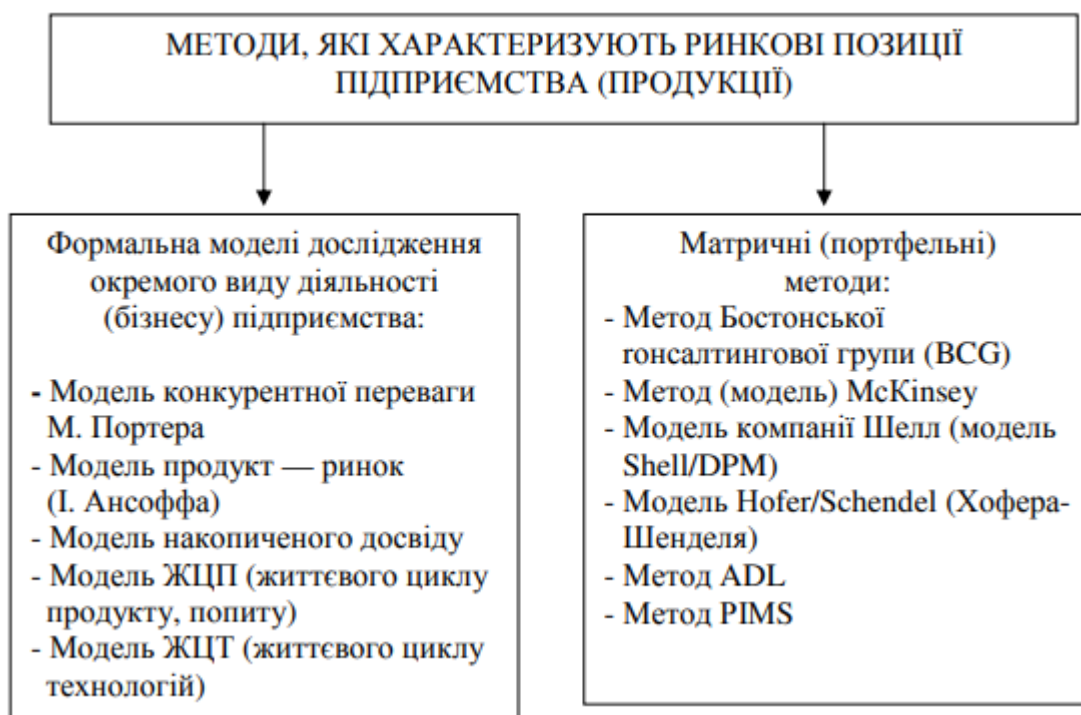 МЕТОДИ, ЯКІ ХАРАКТЕРИЗУЮТЬ РИНКОВІ ПОЗИЦІЇ
ПІДПРИЄМСТВА (ПРОДУКЦІЇ)
Формальна моделі дослідження
окремого виду діяльності
(бізнесу) підприємства:
- Модель конкурентної переваги
М. Портера
- Модель продукт — ринок
(І. Ансоффа)
- Модель накопиченого досвіду
- Модель ЖЦП (життєвого циклу
продукту, попиту)
- Модель ЖЦТ (життєвого циклу
технологій)
Матричні (портфельні)
методи:
- Метод Бостонської
гонсалтингової групи (BCG)
- Метод (модель) McKinsey
- Модель компанії Шелл (модель
Shell/DPM)
- Модель Hofer/Schendel (Хофера-
Шенделя)
- Метод ADL
- Метод PIMS